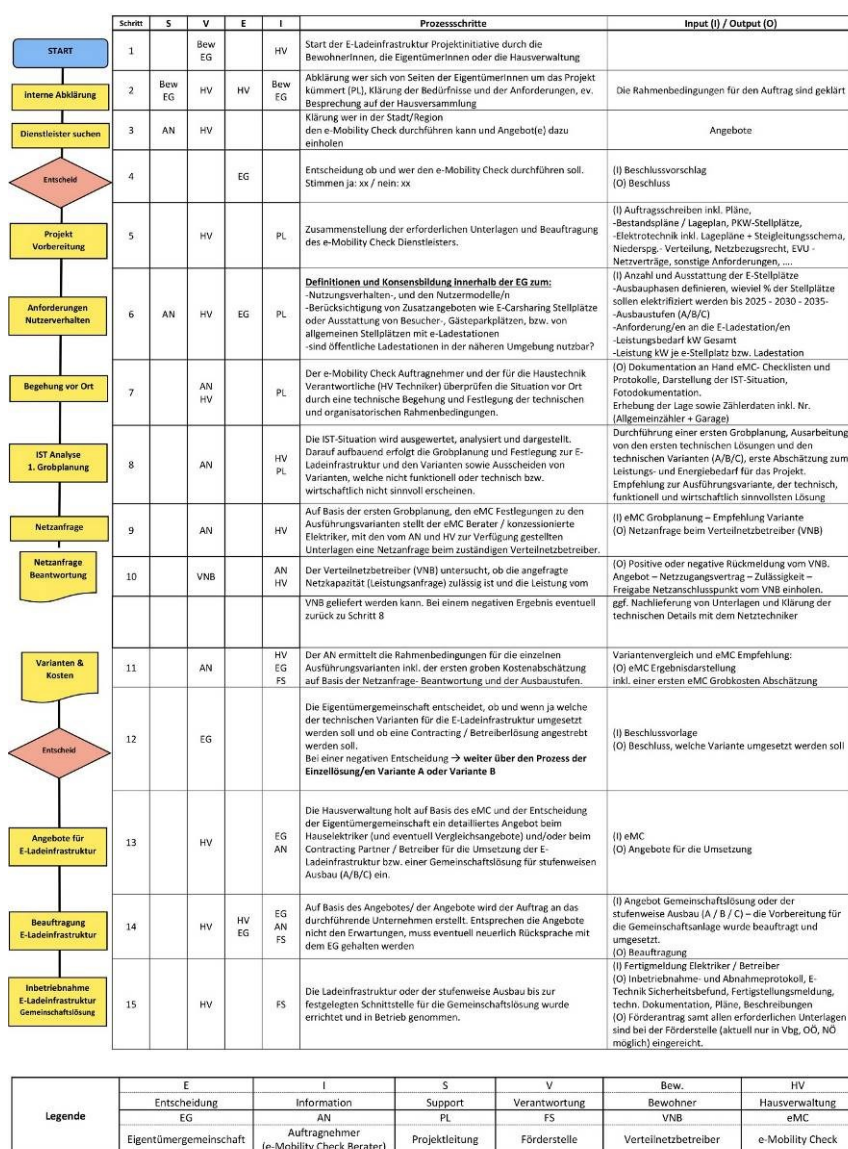 Schritt S V E I Prozessschritte Input (I) / Output (O)
START
1
Bew
EG
HV
Start der E-Ladeinfrastruktur Projektinitiative durch die
BewohnerInnen, die EigentümerInnen oder die Hausverwaltung
interne Abklärung
2
Bew
EG
HV
HV
Bew
EG
Abklärung wer sich von Seiten der EigentümerInnen um das Projekt
kümmert (PL), Klärung der Bedürfnisse und der Anforderungen, ev.
Besprechung auf der Hausversammlung
Die Rahmenbedingungen für den Auftrag sind geklärt
Dienstleister suchen
3
AN
HV
Klärung wer in der Stadt/Region
den e-Mobility Check durchführen kann und Angebot(e) dazu
einholen
Angebote
Entscheid
4
EG
Entscheidung ob und wer den e-Mobility Check durchführen soll.
Stimmen ja: xx / nein: xx
(I) Beschlussvorschlag
(O) Beschluss
Projekt
Vorbereitung
5
HV
PL
Zusammenstellung der erforderlichen Unterlagen und Beauftragung
des e-Mobility Check Dienstleisters.
(I) Auftragsschreiben inkl. Pläne,
-Bestandspläne / Lageplan, PKW-Stellplätze,
-Elektrotechnik inkl. Lagepläne + Steigleitungsschema,
Niederspg.- Verteilung, Netzbezugsrecht, EVU -
Netzverträge, sonstige Anforderungen, ....
Anforderungen
Nutzerverhalten
6
AN
HV
EG
PL
Definitionen und Konsensbildung innerhalb der EG zum:
-Nutzungsverhalten-, und den Nutzermodelle/n
-Berücksichtigung von Zusatzangeboten wie E-Carsharing Stellplätze
oder Ausstattung von Besucher-, Gästeparkplätzen, bzw. von
allgemeinen Stellplätzen mit e-Ladestationen
-sind öffentliche Ladestationen in der näheren Umgebung nutzbar?
(I) Anzahl und Ausstattung der E-Stellplätze
-Ausbauphasen definieren, wieviel % der Stellplätze
sollen elektrifiziert werden bis 2025 - 2030 - 2035-
-Ausbaustufen (A/B/C)
-Anforderung/en an die E-Ladestation/en
-Leistungsbedarf kW Gesamt
-Leistung kW je e-Stellplatz bzw. Ladestation
Begehung vor Ort
7
AN
HV
PL
Der e-Mobility Check Auftragnehmer und der für die Haustechnik
Verantwortliche (HV Techniker) überprüfen die Situation vor Ort
durch eine technische Begehung und Festlegung der technischen
und organisatorischen Rahmenbedingungen.
(O) Dokumentation an Hand eMC- Checklisten und
Protokolle, Darstellung der IST-Situation,
Fotodokumentation.
Erhebung der Lage sowie Zählerdaten inkl. Nr.
(Allgemeinzähler + Garage)
IST Analyse
1. Grobplanung
8
AN
HV
PL
Die IST-Situation wird ausgewertet, analysiert und dargestellt.
Darauf aufbauend erfolgt die Grobplanung und Festlegung zur E-
Ladeinfrastruktur und den Varianten sowie Ausscheiden von
Varianten, welche nicht funktionell oder technisch bzw.
wirtschaftlich nicht sinnvoll erscheinen.
Durchführung einer ersten Grobplanung, Ausarbeitung
von den ersten technischen Lösungen und den
technischen Varianten (A/B/C), erste Abschätzung zum
Leistungs- und Energiebedarf für das Projekt.
Empfehlung zur Ausführungsvariante, der technisch,
funktionell und wirtschaftlich sinnvollsten Lösung
Netzanfrage
9
AN
HV
Auf Basis der ersten Grobplanung, den eMC Festlegungen zu den
Ausführungsvarianten stellt der eMC Berater / konzessionierte
Elektriker, mit den vom AN und HV zur Verfügung gestellten
Unterlagen eine Netzanfrage beim zuständigen Verteilnetzbetreiber.
(I) eMC Grobplanung – Empfehlung Variante
(O) Netzanfrage beim Verteilnetzbetreiber (VNB)
Netzanfrage
Beantwortung
10
VNB
AN
HV
Der Verteilnetzbetreiber (VNB) untersucht, ob die angefragte
Netzkapazität (Leistungsanfrage) zulässig ist und die Leistung vom
(O) Positive oder negative Rückmeldung vom VNB.
Angebot – Netzzugangsvertrag – Zulässigkeit –
Freigabe Netzanschlusspunkt vom VNB einholen.
VNB geliefert werden kann. Bei einem negativen Ergebnis eventuell
zurück zu Schritt 8
ggf. Nachlieferung von Unterlagen und Klärung der
technischen Details mit dem Netztechniker
Varianten &
Kosten
11
AN
HV
EG
FS
Der AN ermittelt die Rahmenbedingungen für die einzelnen
Ausführungsvarianten inkl. der ersten groben Kostenabschätzung
auf Basis der Netzanfrage- Beantwortung und der Ausbaustufen.
Variantenvergleich und eMC Empfehlung:
(O) eMC Ergebnisdarstellung
inkl. einer ersten eMC Grobkosten Abschätzung
Entscheid
12
EG
Die Eigentümergemeinschaft entscheidet, ob und wenn ja welche
der technischen Varianten für die E-Ladeinfrastruktur umgesetzt
werden soll und ob eine Contracting / Betreiberlösung angestrebt
werden soll.
Bei einer negativen Entscheidung → weiter über den Prozess der
Einzellösung/en Variante A oder Variante B
(I) Beschlussvorlage
(O) Beschluss, welche Variante umgesetzt werden soll
Angebote für
E-Ladeinfrastruktur
13
HV
EG
AN
Die Hausverwaltung holt auf Basis des eMC und der Entscheidung
der Eigentümergemeinschaft ein detailliertes Angebot beim
Hauselektriker (und eventuell Vergleichsangebote) und/oder beim
Contracting Partner / Betreiber für die Umsetzung der E-
Ladeinfrastruktur bzw. einer Gemeinschaftslösung für stufenweisen
Ausbau (A/B/C) ein.
(I) eMC
(O) Angebote für die Umsetzung
Beauftragung
E-Ladeinfrastruktur
14
HV
HV
EG
EG
AN
FS
Auf Basis des Angebotes/ der Angebote wird der Auftrag an das
durchführende Unternehmen erstellt. Entsprechen die Angebote
nicht den Erwartungen, muss eventuell neuerlich Rücksprache mit
dem EG gehalten werden
(I) Angebot Gemeinschaftslösung oder der
stufenweise Ausbau (A / B / C) – die Vorbereitung für
die Gemeinschaftsanlage wurde beauftragt und
umgesetzt.
(O) Beauftragung
Inbetriebnahme
E-Ladeinfrastruktur
Gemeinschaftslösung
15
HV
FS
Die Ladeinfrastruktur oder der stufenweise Ausbau bis zur
festgelegten Schnittstelle für die Gemeinschaftslösung wurde
errichtet und in Betrieb genommen.
(I) Fertigmeldung Elektriker / Betreiber
(O) Inbetriebnahme- und Abnahmeprotokoll, E-
Technik Sicherheitsbefund, Fertigstellungsmeldung,
techn. Dokumentation, Pläne, Beschreibungen
(O) Förderantrag samt allen erforderlichen Unterlagen
sind bei der Förderstelle (aktuell nur in Vbg, OÖ, NÖ
möglich) eingereicht.
Legende
E I S V Bew. HV
Entscheidung Information Support Verantwortung Bewohner Hausverwaltung
EG AN PL FS VNB eMC
Eigentümergemeinschaft Auftragnehmer
(e-Mobility Check Berater) Projektleitung Förderstelle Verteilnetzbetreiber e-Mobility Check